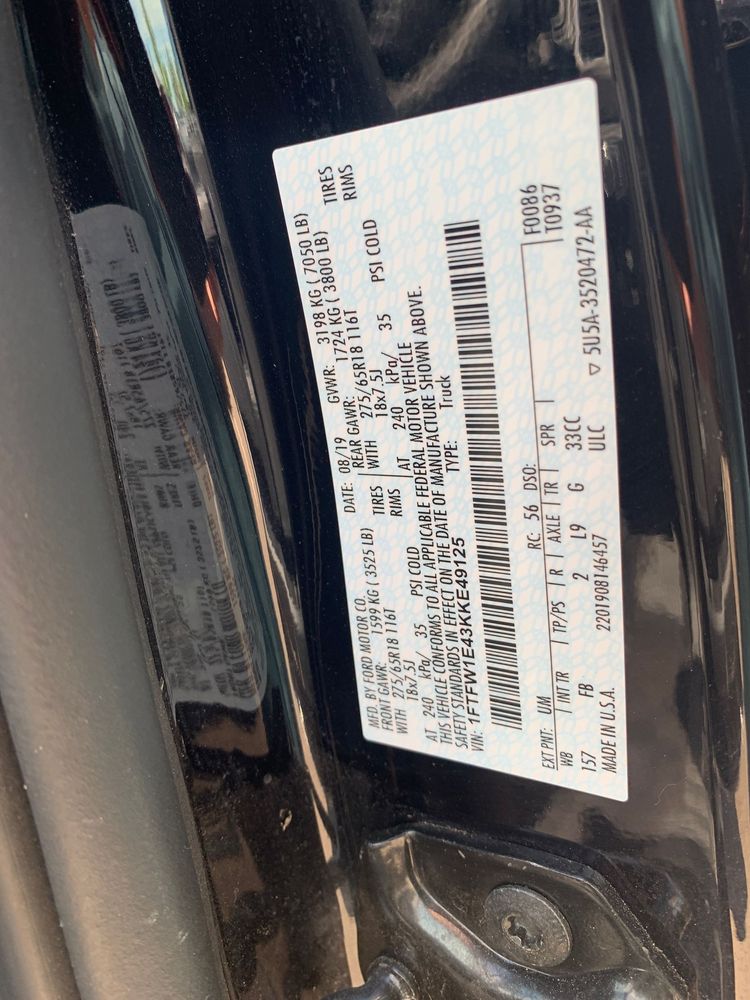 MFD. BY FORD MOTOR CO.
DATE: 08/19 GVWR: 3198 KG ( 7050 LB)
FRONT GAWR: 1599 KG ( 3525 LB) REAR GAWR: 1724 KG ( 3800 LB)
WITH 275/65R18 116T TIRES WITH 275/65R18 116T TIRES
18x7.5J RIMS 18x7.5J RIMS
AT 240 kPa/ 35 PSI COLD AT 240 kPa/ 35 PSI COLD
THIS VEHICLE CONFORMS TO ALL APPLICABLE FEDERAL MOTOR VEHICLE
SAFETY STANDARDS IN EFFECT ON THE DATE OF MANUFACTURE SHOWN ABOVE.
VIN: 1FTFW1E43KKE49125 TYPE: Truck
F0086
T0937
EXT PNT: UM RC: 56 DSO:
WB INT TR TP/PS R AXLE TR SPR
157 FB 2 L9 G 33CC
MADE IN U.S.A. 2201908146457 ULC
▽ 5U5A-3520472-AA